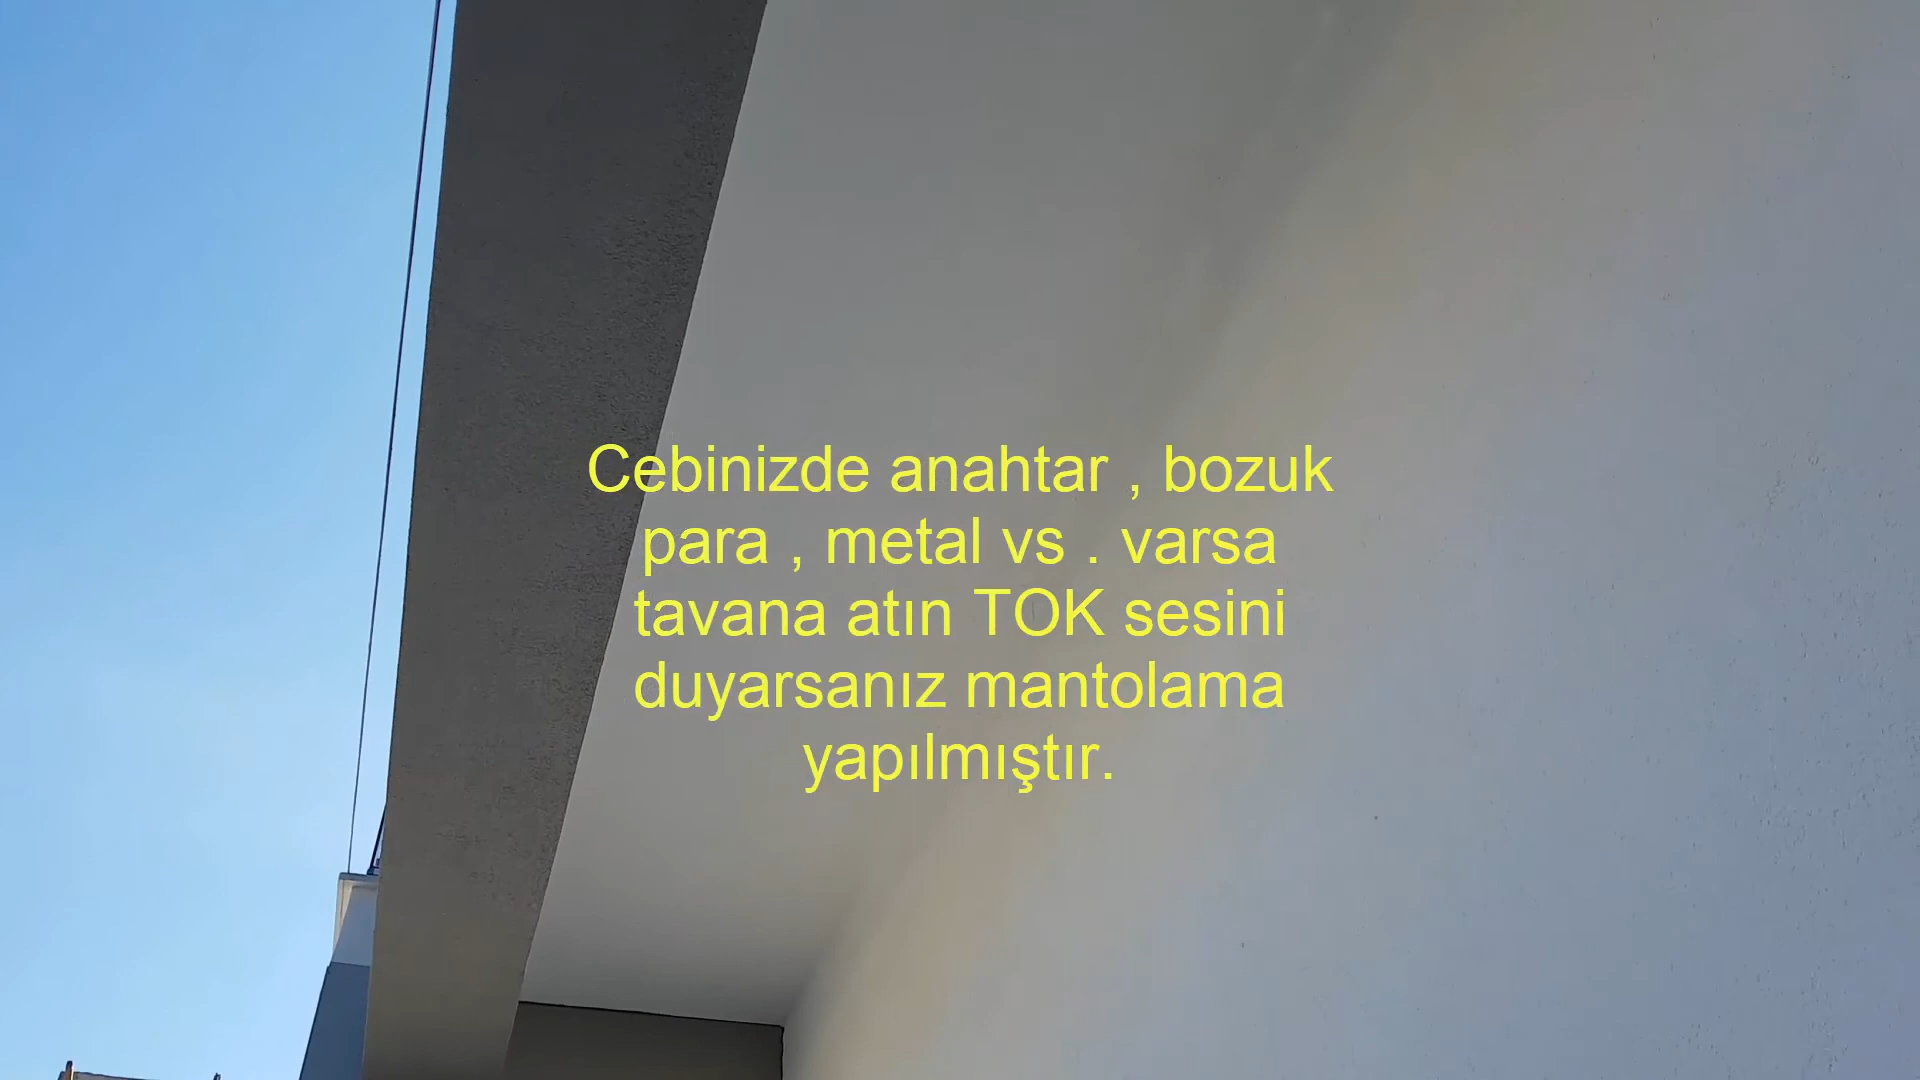 Cebinizde anahtar , bozuk
para , metal vs . varsa
tavana atın TOK sesini
duyarsanız mantolama
yapılmıştır.